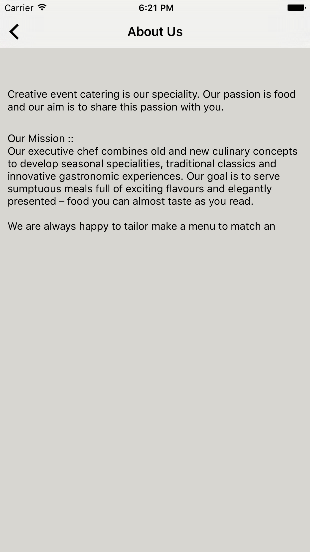 Carrier 6:21 PM
About Us
Creative event catering is our speciality. Our passion is food
and our aim is to share this passion with you.
Our Mission ::
Our executive chef combines old and new culinary concepts
to develop seasonal specialities, traditional classics and
innovative gastronomic experiences. Our goal is to serve
sumptuous meals full of exciting flavours and elegantly
presented – food you can almost taste as you read.
We are always happy to tailor make a menu to match an